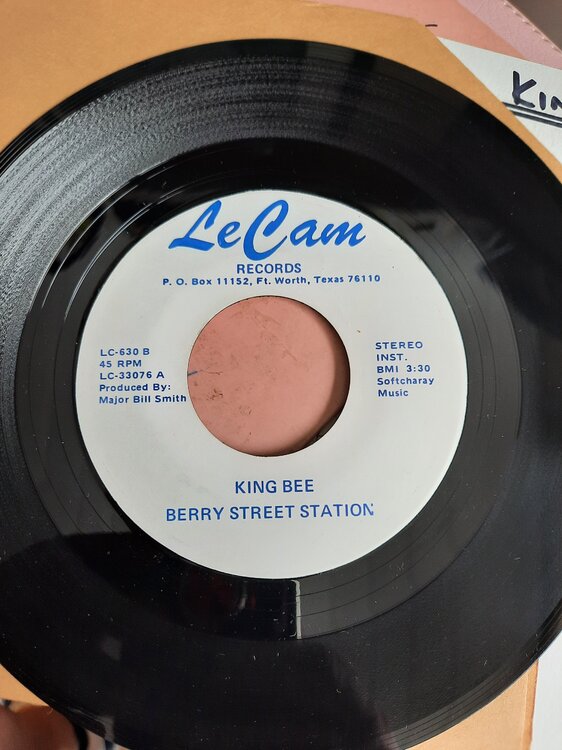 LeCam
RECORDS
P. O. Box 11152, Ft. Worth, Texas 76110
LC-630 B
45 RPM
LC-33076 A
Produced By:
Major Bill Smith
STEREO
INST.
BMI 3:30
Softcharay
Music
KING BEE
BERRY STREET STATION